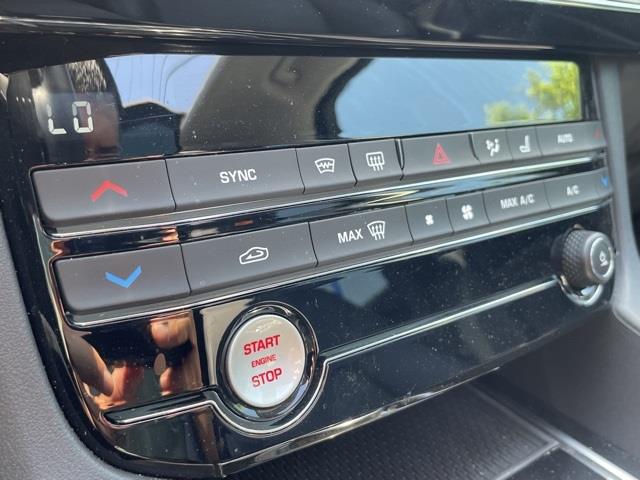 LO
SYNC
AUTO
MAX
MAX A/C
A/C
START
ENGINE
STOP